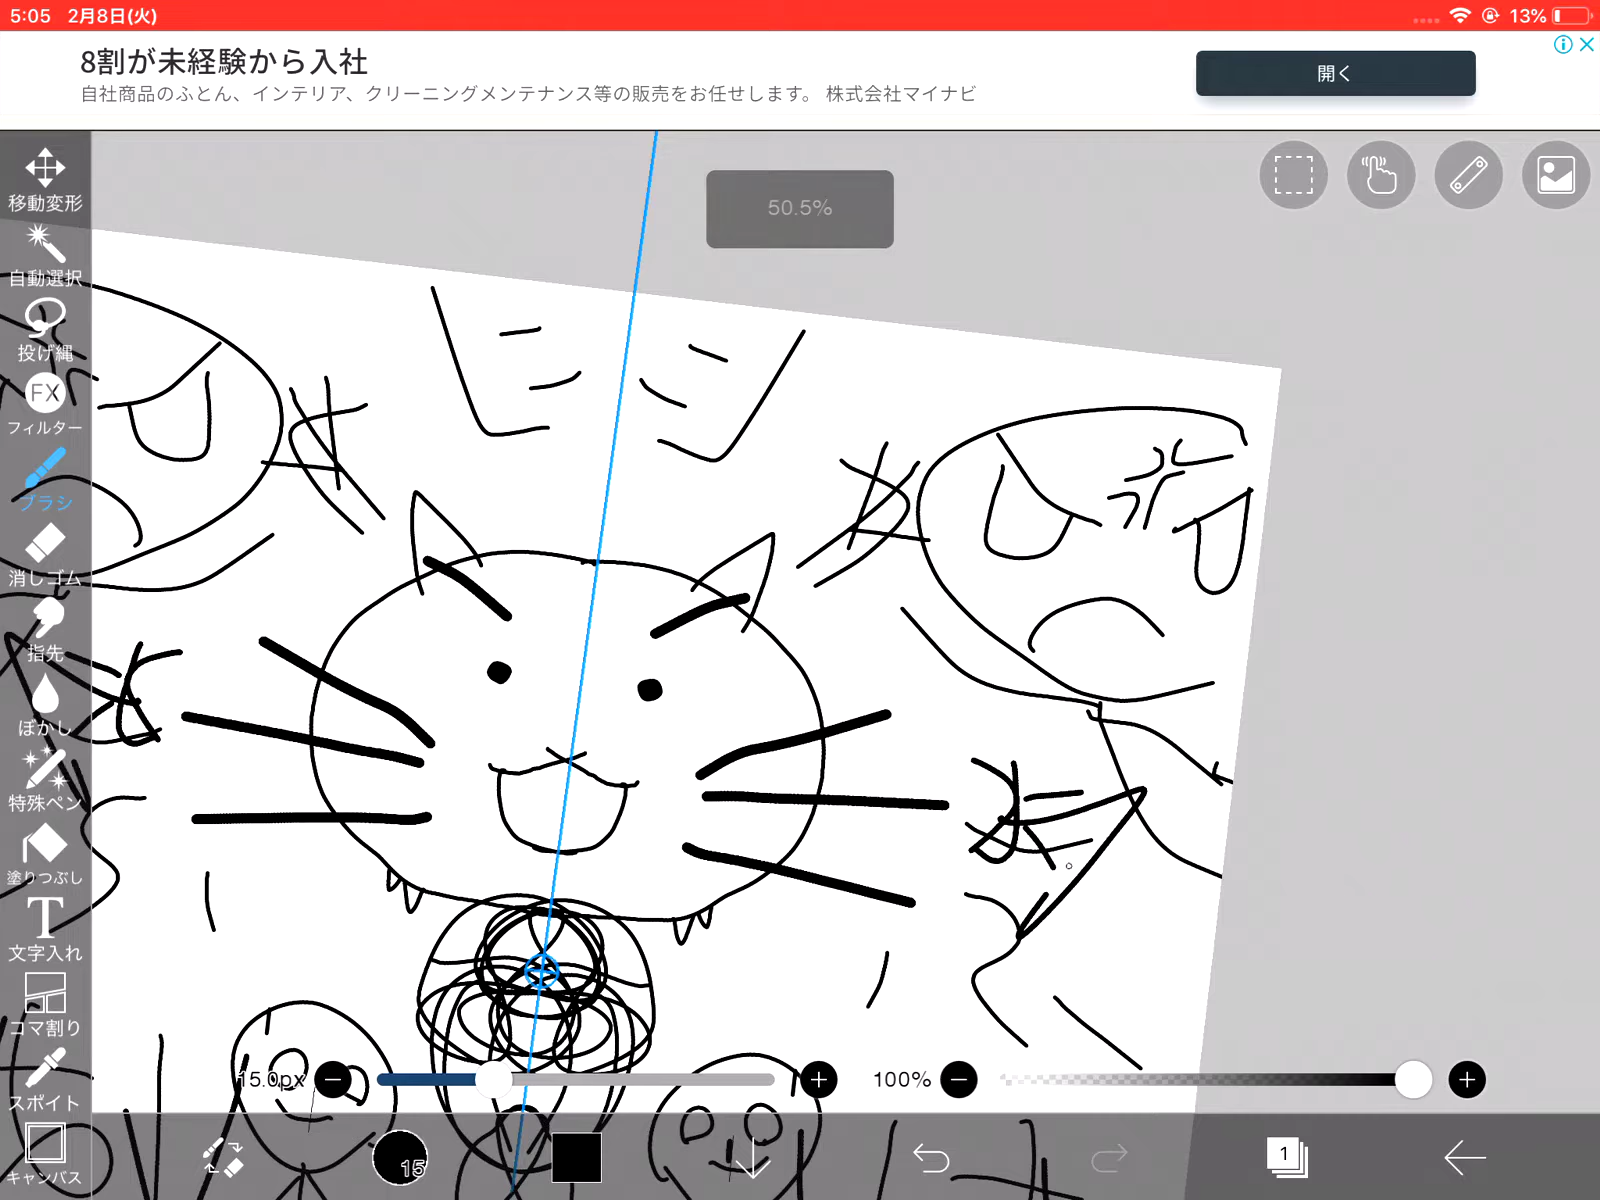 5:05 2月8日(火)
13%
8割が未経験から入社
自社商品のふとん、インテリア、クリーニングメンテナンス等の販売をお任せします。 株式会社マイナビ
開く
50.5%
移動変形
自動選択
投げ縄
FX
フィルター
ブラシ
消しゴム
指先
ぼかし
特殊ペン
塗りつぶし
T
文字入れ
コマ割り
スポイト
キャンバス
15.0px
100%
15
1